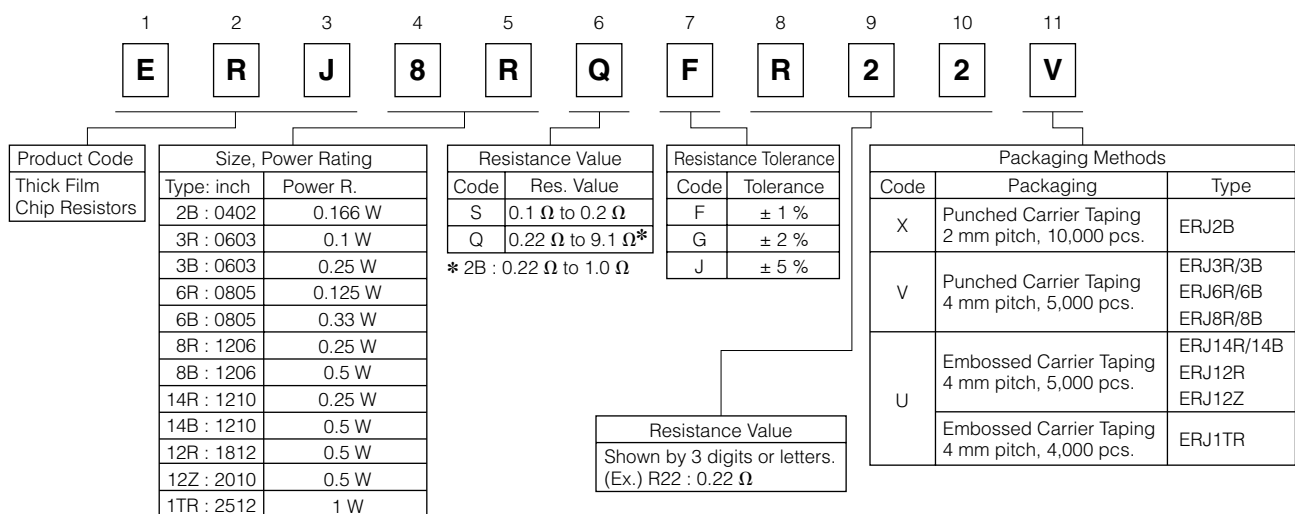 1 2 3 4 5 6 7 8 9 10 11
E R J 8 R Q F R 2 2 V
Product Code
Thick Film
Chip Resistors
Size, Power Rating
Type: inch Power R.
2B : 0402 0.166 W
3R : 0603 0.1 W
3B : 0603 0.25 W
6R : 0805 0.125 W
6B : 0805 0.33 W
8R : 1206 0.25 W
8B : 1206 0.5 W
14R : 1210 0.25 W
14B : 1210 0.5 W
12R : 1812 0.5 W
12Z : 2010 0.5 W
1TR : 2512 1 W
Resistance Value
Code Res. Value
S 0.1 Ω to 0.2 Ω
Q 0.22 Ω to 9.1 Ω*
* 2B : 0.22 Ω to 1.0 Ω
Resistance Tolerance
Code Tolerance
F ± 1 %
G ± 2 %
J ± 5 %
Resistance Value
Shown by 3 digits or letters.
(Ex.) R22 : 0.22 Ω
Packaging Methods
Code Packaging Type
X Punched Carrier Taping
2 mm pitch, 10,000 pcs.
ERJ2B
V Punched Carrier Taping
4 mm pitch, 5,000 pcs.
ERJ3R/3B
ERJ6R/6B
ERJ8R/8B
U Embossed Carrier Taping
4 mm pitch, 5,000 pcs.
ERJ14R/14B
ERJ12R
ERJ12Z
Embossed Carrier Taping
4 mm pitch, 4,000 pcs.
ERJ1TR